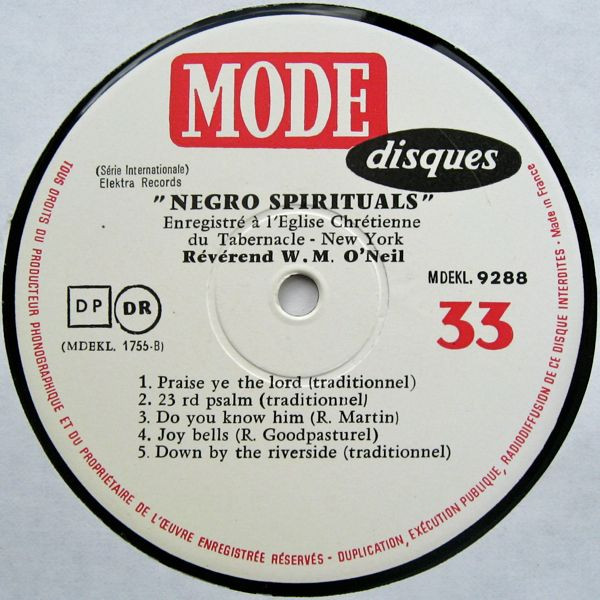 MODE
disques
(Série Internationale)
Elektra Records
"NEGRO SPIRITUALS"
Enregistré à l'Eglise Chrétienne
du Tabernacle - New York
Révérend W. M. O'Neil
MDEKL. 9288
33
DP
DR
(MDEKL. 1755-B)
1. Praise ye the lord (traditionnel)
2. 23 rd psalm (traditionnel)
3. Do you know him (R. Martin)
4. Joy bells (R. Goodpasturel)
5. Down by the riverside (traditionnel)
TOUS DROITS DU PRODUCTEUR PHONOGRAPHIQUE ET DU PROPRIÉTAIRE DE L'ŒUVRE ENREGISTRÉE RÉSERVÉS - DUPLICATION, EXÉCUTION PUBLIQUE, RADIODIFFUSION DE CE DISQUE INTERDITES - Made in France